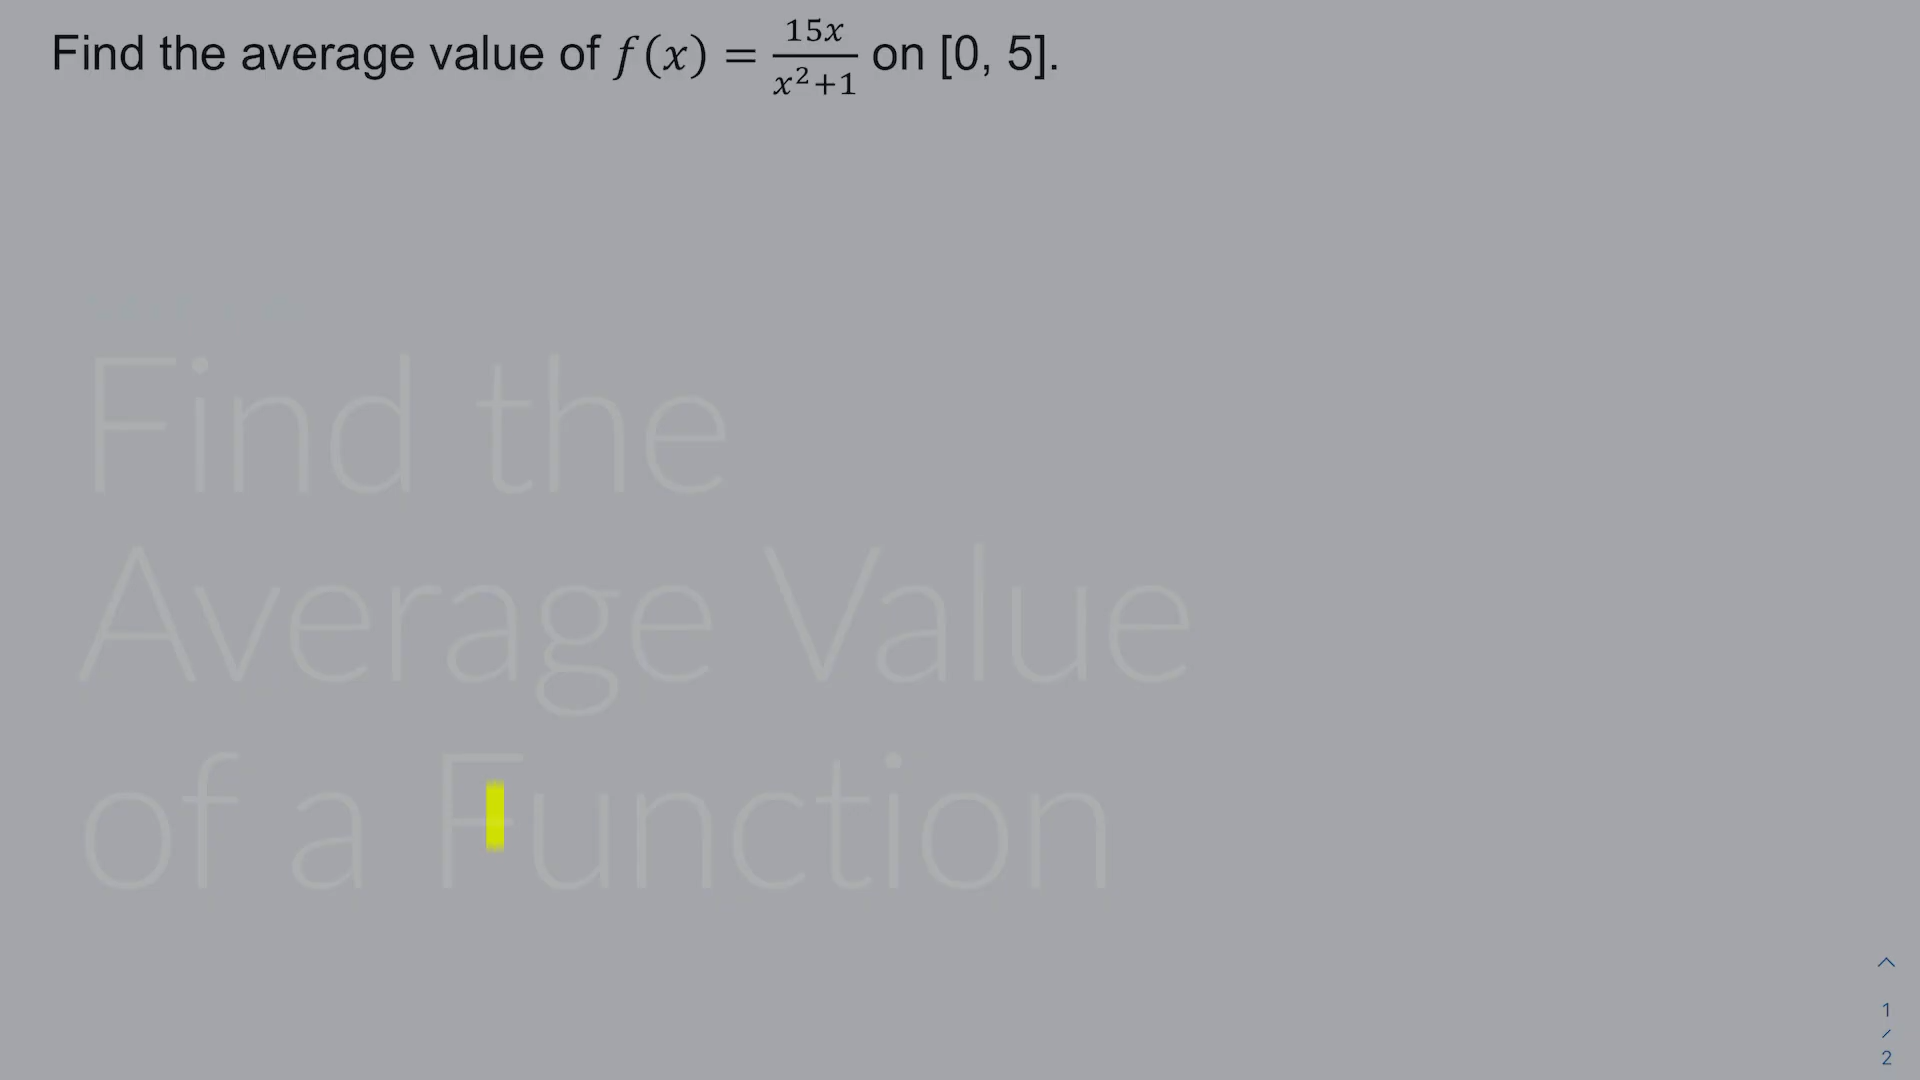 Find the average value of f(x) = 15x / x²+1 on [0, 5].
Find the
Average Value
of a Function
1
/
2